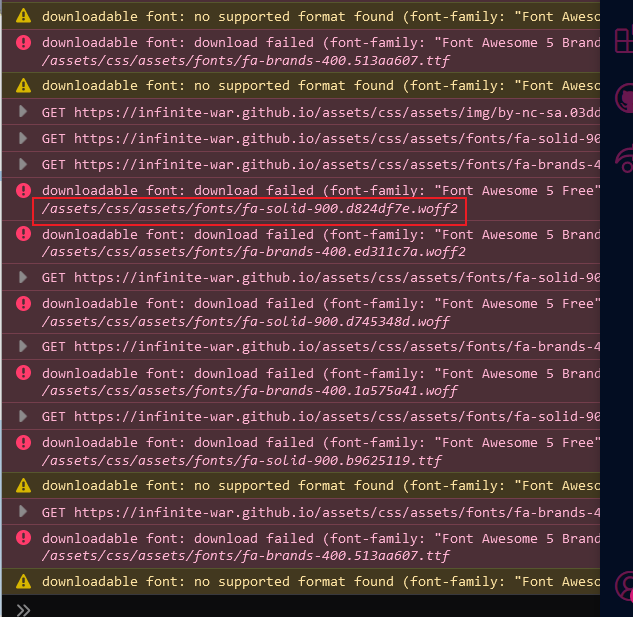 downloadable font: no supported format found (font-family: "Font Aweso
downloadable font: download failed (font-family: "Font Awesome 5 Bran
/assets/css/assets/fonts/fa-brands-400.513aa607.ttf
downloadable font: no supported format found (font-family: "Font Aweso
GET https://infinite-war.github.io/assets/css/assets/img/by-nc-sa.03dd
GET https://infinite-war.github.io/assets/css/assets/fonts/fa-solid-90
GET https://infinite-war.github.io/assets/css/assets/fonts/fa-brands-4
downloadable font: download failed (font-family: "Font Awesome 5 Free"
/assets/css/assets/fonts/fa-solid-900.d824df7e.woff2
downloadable font: download failed (font-family: "Font Awesome 5 Bran
/assets/css/assets/fonts/fa-brands-400.ed311c7a.woff2
GET https://infinite-war.github.io/assets/css/assets/fonts/fa-solid-90
downloadable font: download failed (font-family: "Font Awesome 5 Free"
/assets/css/assets/fonts/fa-solid-900.d745348d.woff
GET https://infinite-war.github.io/assets/css/assets/fonts/fa-brands-4
downloadable font: download failed (font-family: "Font Awesome 5 Bran
/assets/css/assets/fonts/fa-brands-400.1a575a41.woff
GET https://infinite-war.github.io/assets/css/assets/fonts/fa-solid-90
downloadable font: download failed (font-family: "Font Awesome 5 Free"
/assets/css/assets/fonts/fa-solid-900.b9625119.ttf
downloadable font: no supported format found (font-family: "Font Aweso
GET https://infinite-war.github.io/assets/css/assets/fonts/fa-brands-4
downloadable font: download failed (font-family: "Font Awesome 5 Bran
/assets/css/assets/fonts/fa-brands-400.513aa607.ttf
downloadable font: no supported format found (font-family: "Font Aweso